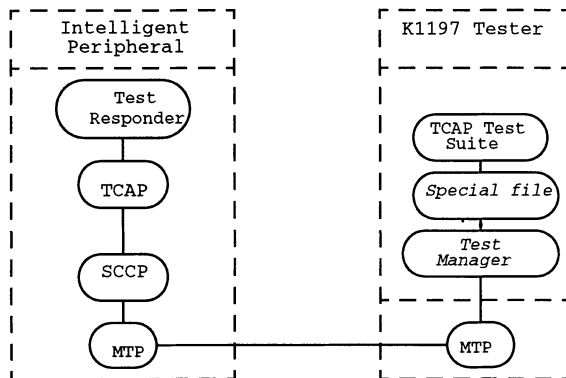 Intelligent
Peripheral
Test
Responder
TCAP
SCCP
MTP
K1197 Tester
TCAP Test
Suite
Special file
Test
Manager
MTP